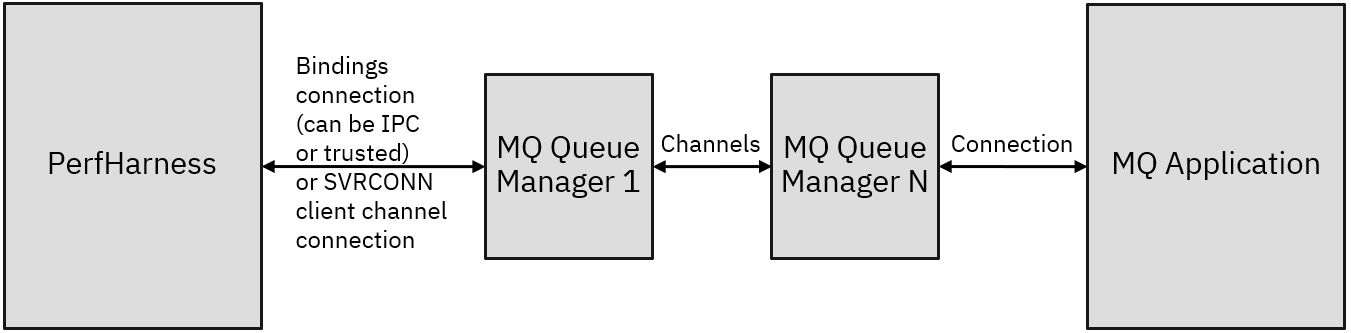 PerfHarness
Bindings
connection
(can be IPC
or trusted)
or SVRCONN
client channel
connection
MQ Queue
Manager 1
Channels
MQ Queue
Manager N
Connection
MQ Application